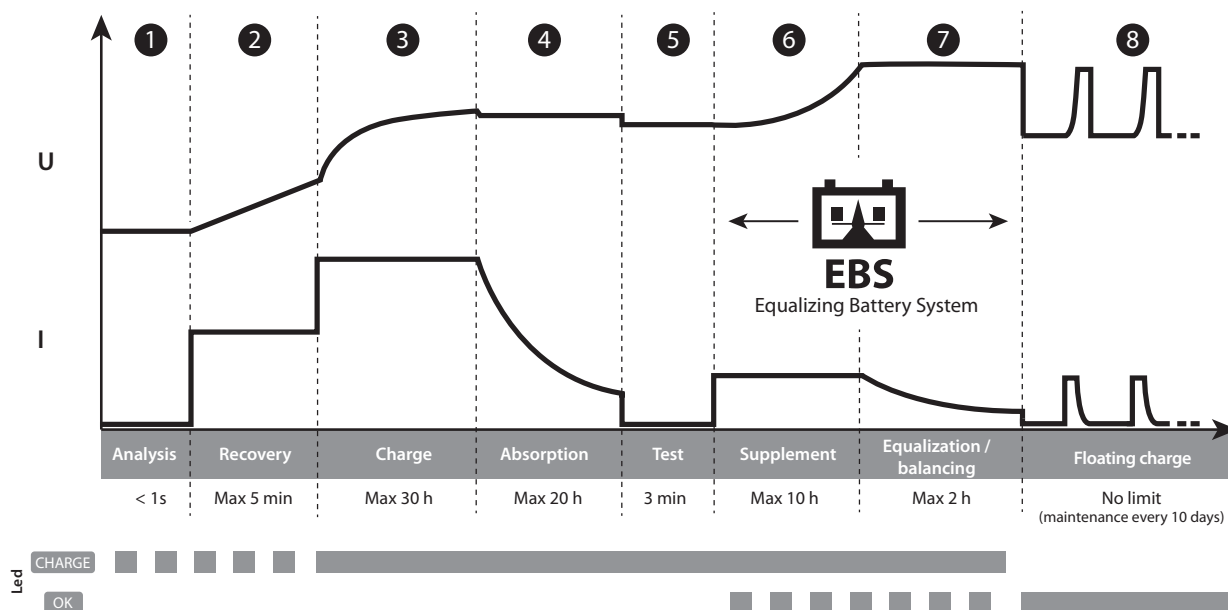 1 2 3 4 5 6 7 8
U
EBS
Equalizing Battery System
I
Analysis Recovery Charge Absorption Test Supplement Equalization / balancing Floating charge
< 1s Max 5 min Max 30 h Max 20 h 3 min Max 10 h Max 2 h No limit
(maintenance every 10 days)
Led
CHARGE
OK